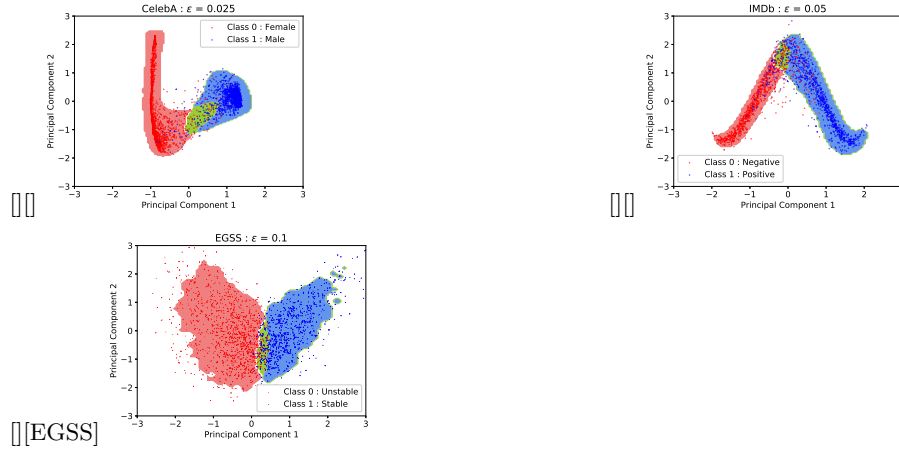 CelebA : ε = 0.025
3
2
1
0
−1
−2
−3
Principal Component 2
Class 0 : Female
Class 1 : Male
−3 −2 −1 0 1 2 3
Principal Component 1
[][]
IMDb : ε = 0.05
3
2
1
0
−1
−2
−3
Principal Component 2
Class 0 : Negative
Class 1 : Positive
−3 −2 −1 0 1 2 3
Principal Component 1
[][]
EGSS : ε = 0.1
3
2
1
0
−1
−2
−3
Principal Component 2
Class 0 : Unstable
Class 1 : Stable
−3 −2 −1 0 1 2 3
Principal Component 1
[][EGSS]